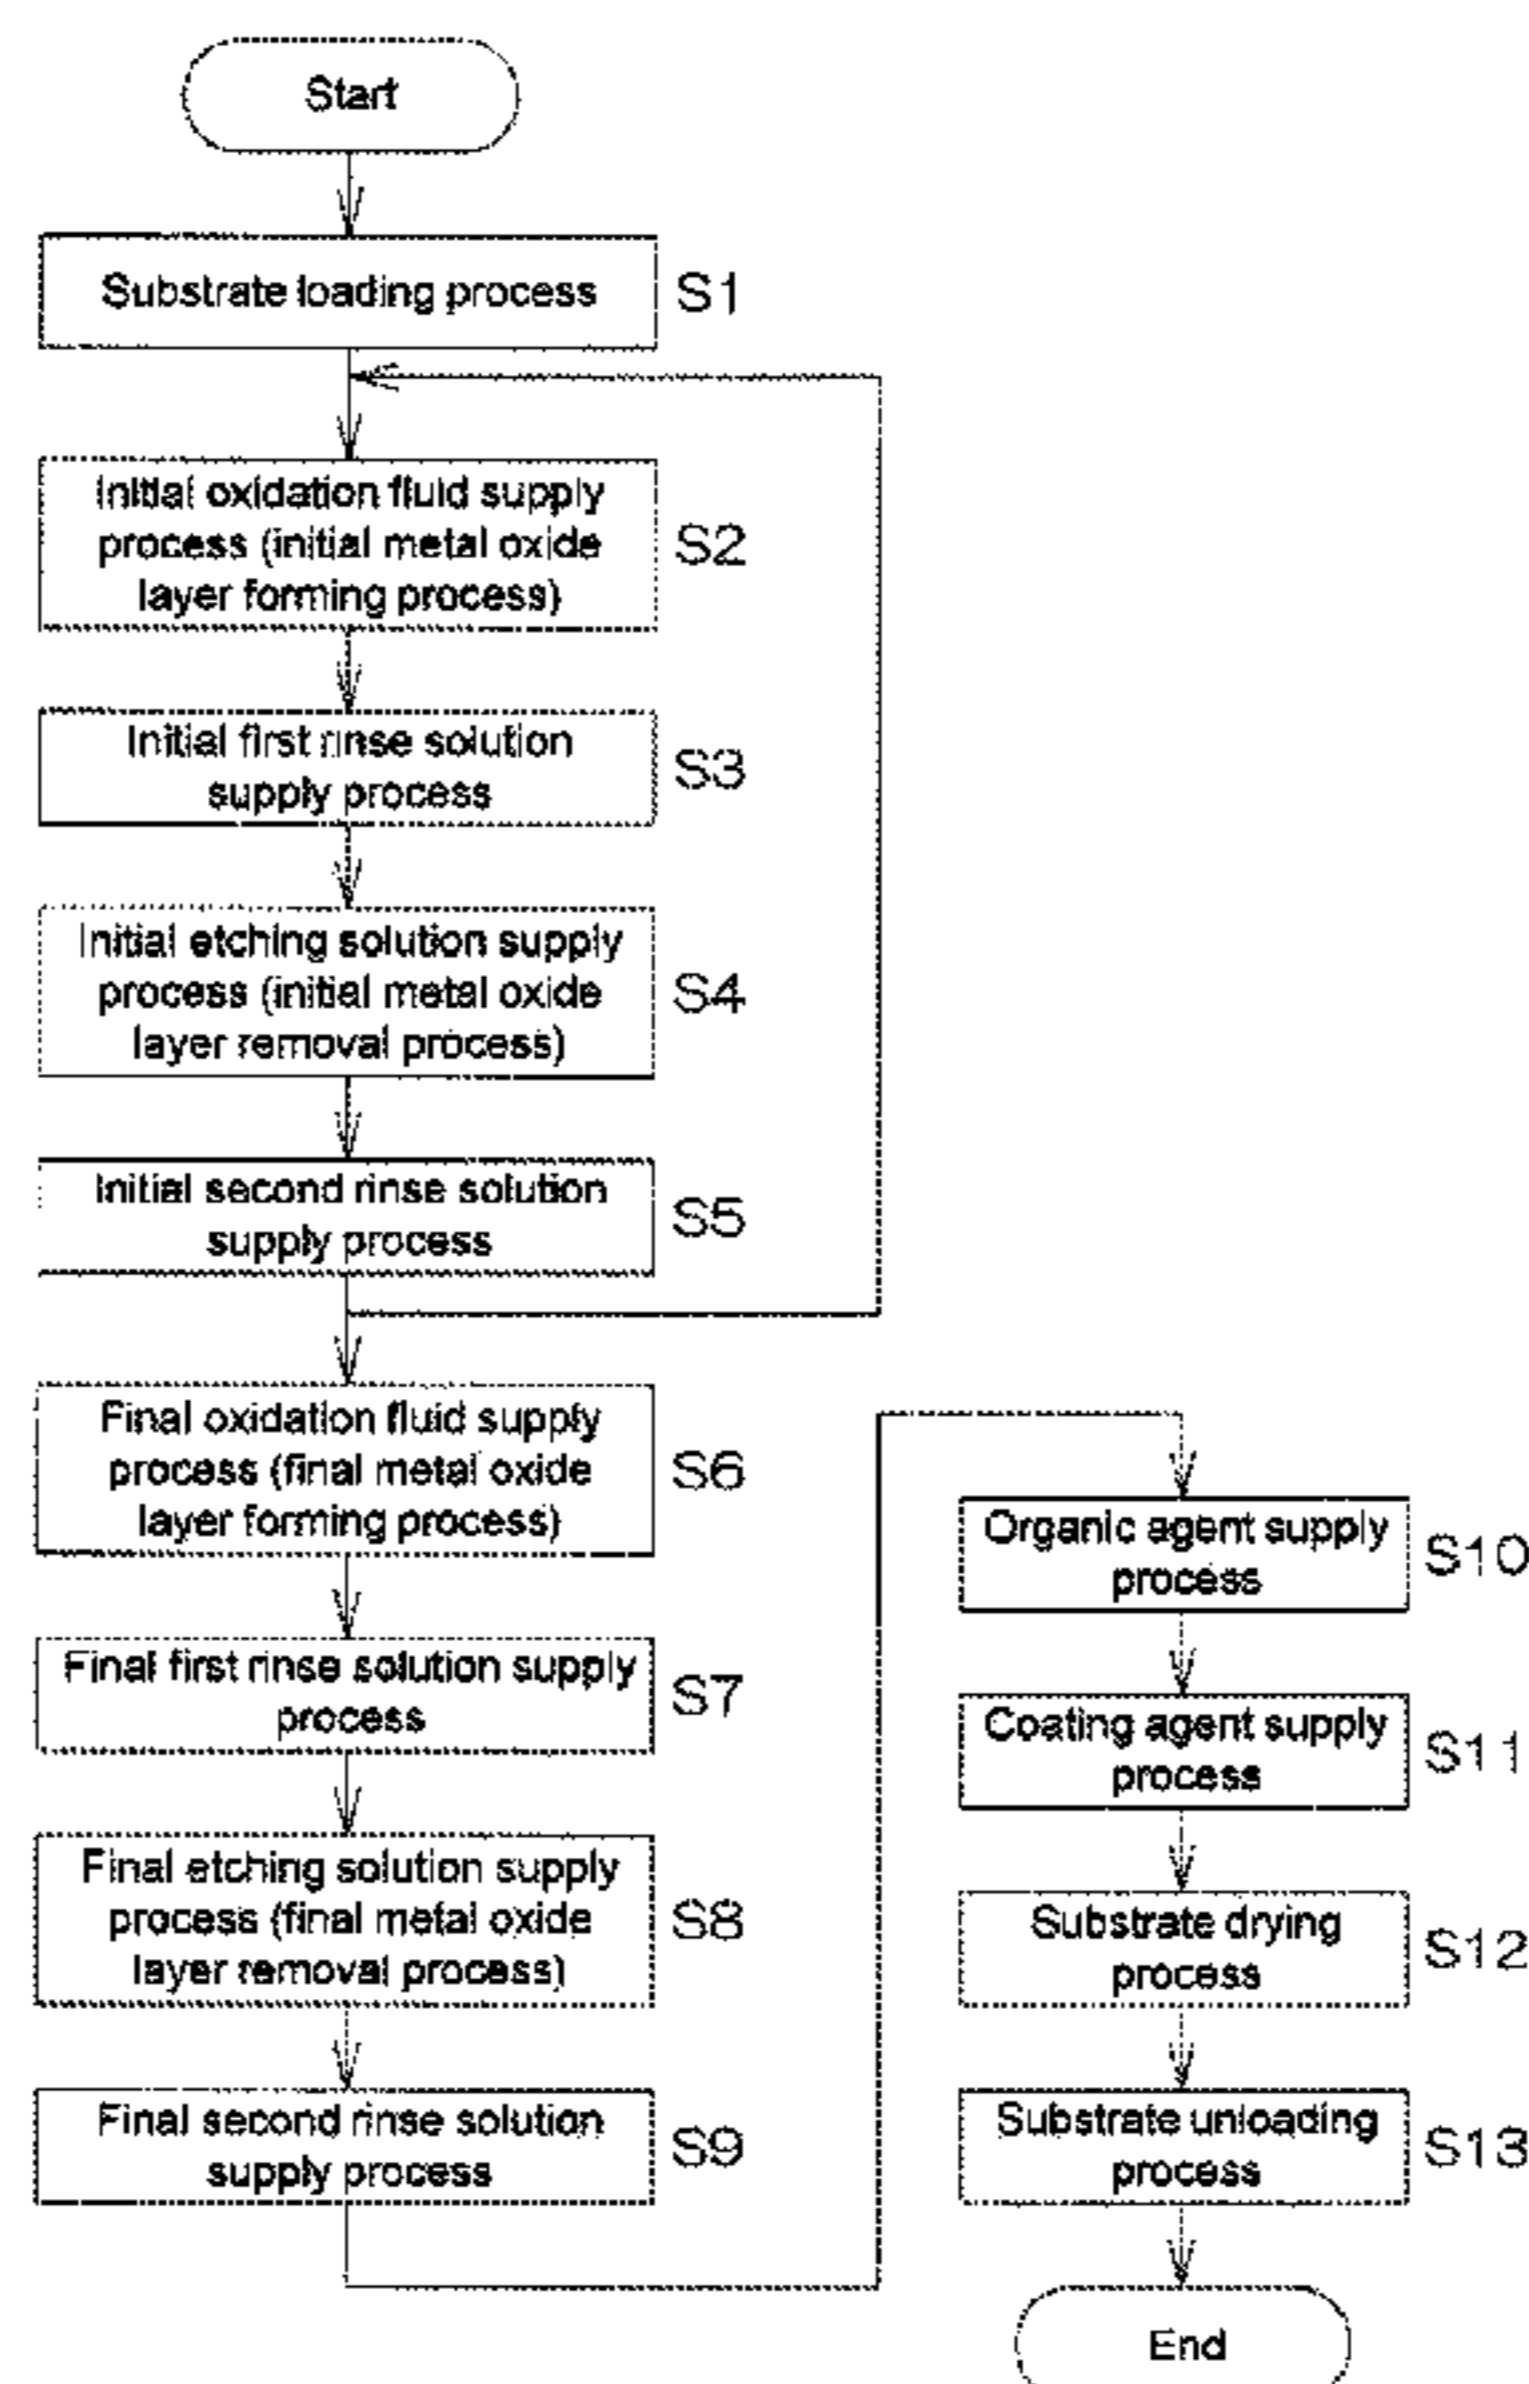 Start
Substrate loading process
S1
Initial oxidation fluid supply
process (initial metal oxide
layer forming process)
S2
Initial first rinse solution
supply process
S3
Initial etching solution supply
process (initial metal oxide
layer removal process)
S4
Initial second rinse solution
supply process
S5
Final oxidation fluid supply
process (final metal oxide
layer forming process)
S6
Final first rinse solution supply
process
S7
Final etching solution supply
process (final metal oxide
layer removal process)
S8
Final second rinse solution
supply process
S9
Organic agent supply
process
S10
Coating agent supply
process
S11
Substrate drying
process
S12
Substrate unloading
process
S13
End